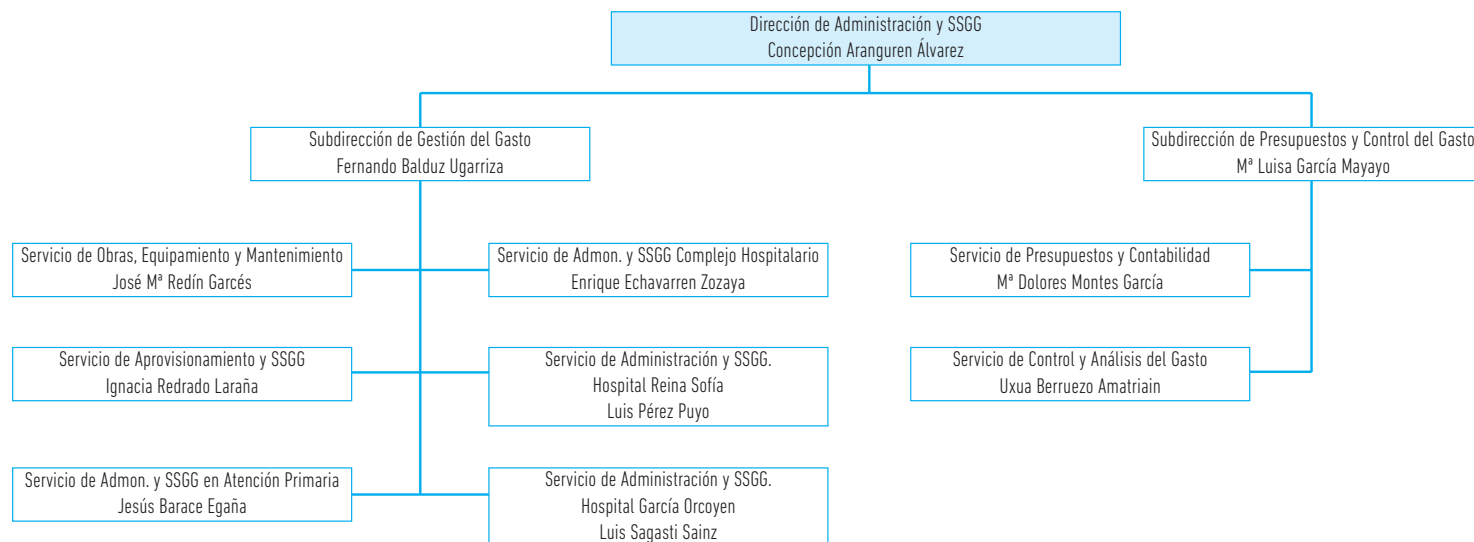 Dirección de Administración y SSGG
Concepción Aranguren Álvarez
Subdirección de Gestión del Gasto
Fernando Balduz Ugarriza
Subdirección de Presupuestos y Control del Gasto
Mª Luisa García Mayayo
Servicio de Obras, Equipamiento y Mantenimiento
José Mª Redín Garcés
Servicio de Admon. y SSGG Complejo Hospitalario
Enrique Echavarren Zozaya
Servicio de Presupuestos y Contabilidad
Mª Dolores Montes García
Servicio de Aprovisionamiento y SSGG
Ignacia Redrado Laraña
Servicio de Administración y SSGG.
Hospital Reina Sofía
Luis Pérez Puyo
Servicio de Control y Análisis del Gasto
Uxua Berruezo Amatriain
Servicio de Admon. y SSGG en Atención Primaria
Jesús Barace Egaña
Servicio de Administración y SSGG.
Hospital García Orcoyen
Luis Sagasti Sainz